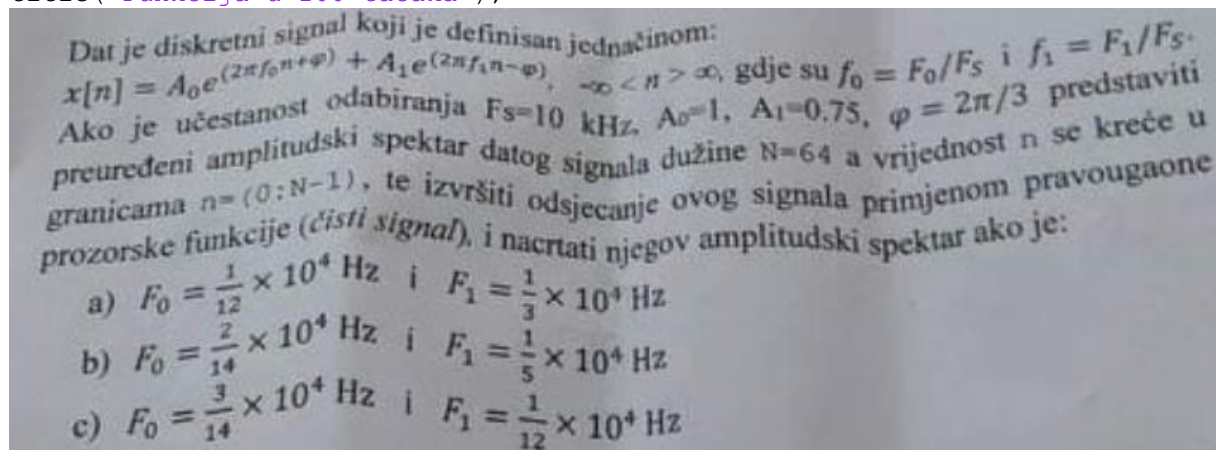 Dat je diskretni signal koji je definisan jednačinom:
x[n] = A₀e^(2πf₀n+φ) + A₁e^(2πf₁n−φ), -∞ < n > ∞, gdje su f₀ = F₀/F_S i f₁ = F₁/F_S.
Ako je učestanost odabiranja Fs=10 kHz, A₀=1, A₁=0.75, φ = 2π/3 predstaviti
preuređeni amplitudski spektar datog signala dužine N=64 a vrijednost n se kreće u
granicama n=(0:N-1), te izvršiti odsjecanje ovog signala primjenom pravougaone
prozorske funkcije (čisti signal), i nacrtati njegov amplitudski spektar ako je:
a) F₀ = 1/12 × 10⁴ Hz i F₁ = 1/3 × 10⁴ Hz
b) F₀ = 2/14 × 10⁴ Hz i F₁ = 1/5 × 10⁴ Hz
c) F₀ = 3/14 × 10⁴ Hz i F₁ = 1/12 × 10⁴ Hz